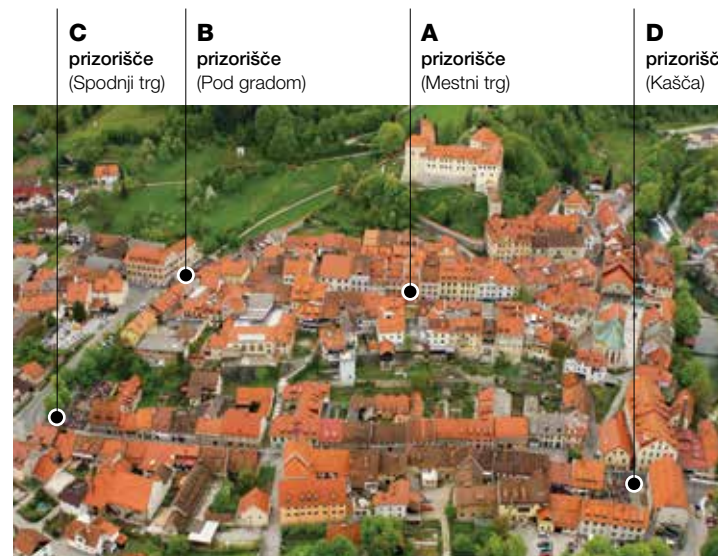 C
prizorišče
(Spodnji trg)
B
prizorišče
(Pod gradom)
A
prizorišče
(Mestni trg)
D
prizorišč
(Kašča)